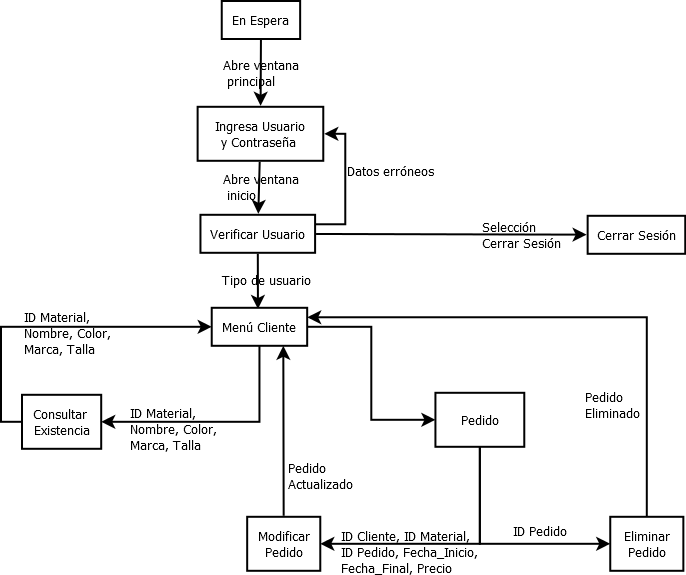 En Espera
Abre ventana
principal
Ingresa Usuario
y Contraseña
Datos erróneos
Abre ventana
inicio
Verificar Usuario
Selección
Cerrar Sesión
Cerrar Sesión
Tipo de usuario
Menú Cliente
ID Material,
Nombre, Color,
Marca, Talla
Consultar
Existencia
ID Material,
Nombre, Color,
Marca, Talla
Pedido
Pedido
Eliminado
Pedido
Actualizado
Modificar
Pedido
ID Cliente, ID Material,
ID Pedido, Fecha_Inicio,
Fecha_Final, Precio
ID Pedido
Eliminar
Pedido